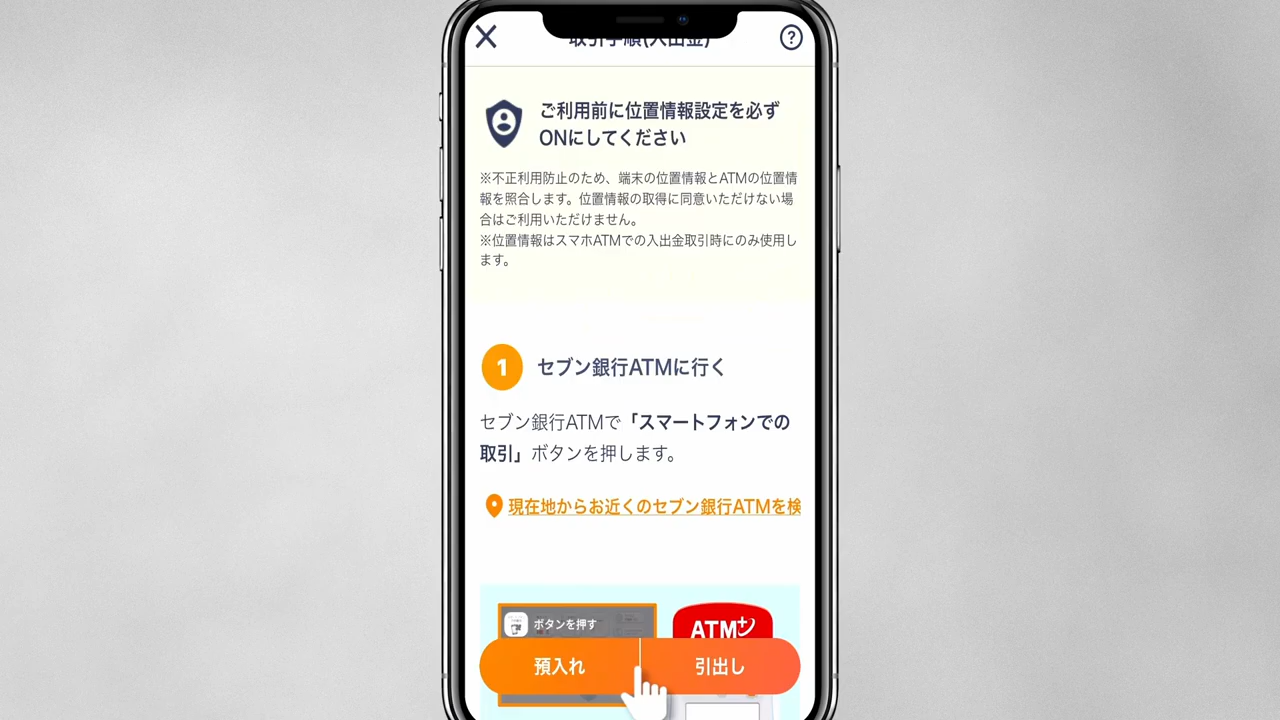 取引手順(入出金)
ご利用前に位置情報設定を必ず
ONにしてください
※不正利用防止のため、端末の位置情報とATMの位置情
報を照合します。位置情報の取得に同意いただけない場
合はご利用いただけません。
※位置情報はスマホATMでの入出金取引時にのみ使用し
ます。
1 セブン銀行ATMに行く
セブン銀行ATMで「スマートフォンでの
取引」ボタンを押します。
現在地からお近くのセブン銀行ATMを検
ボタンを押す
ATM
預入れ 引出し